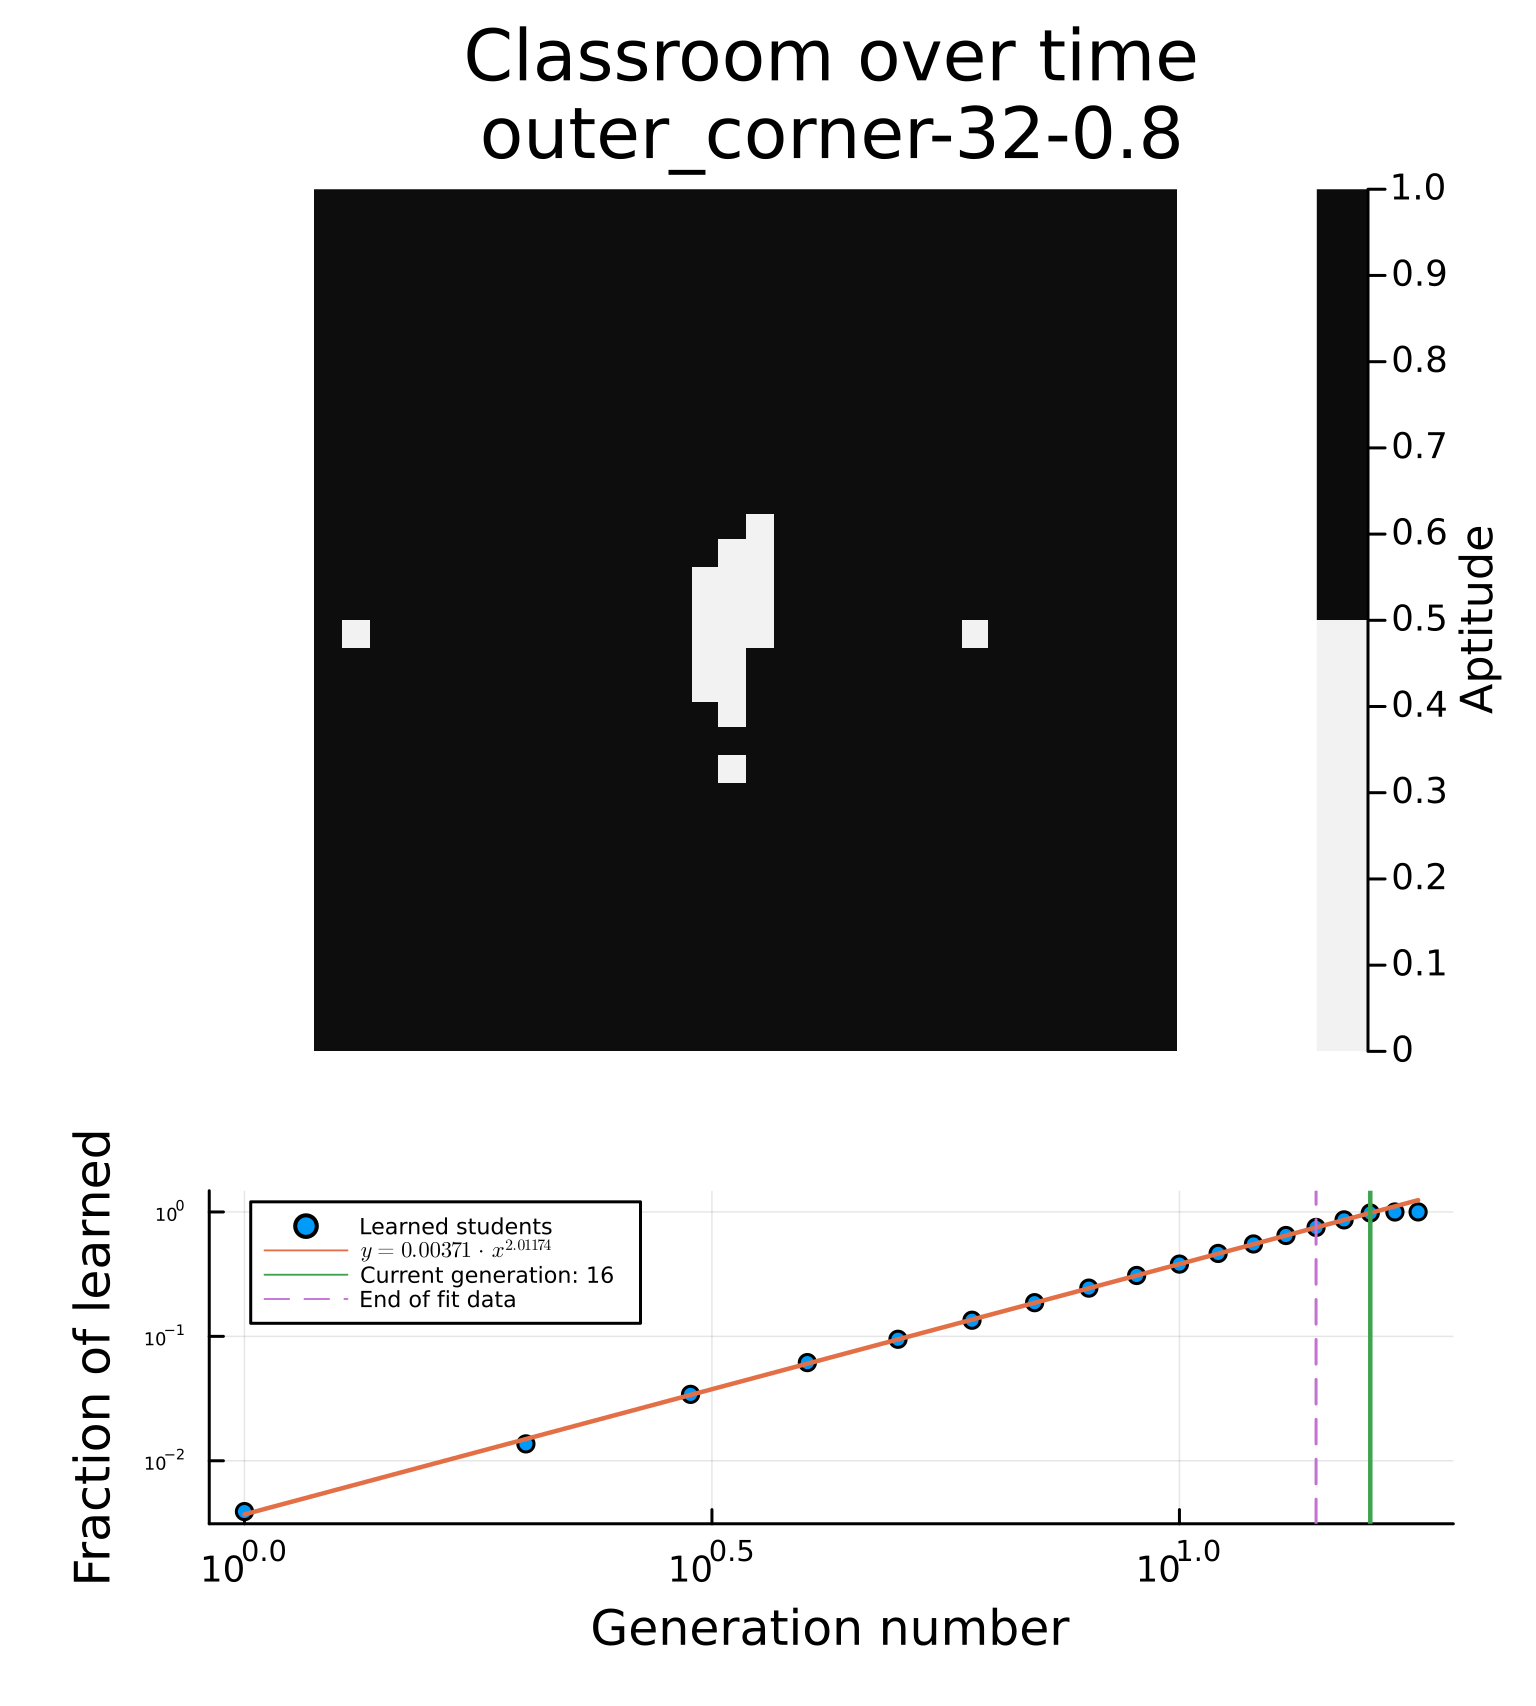 Classroom over time
outer_corner-32-0.8
1.0
0.9
0.8
0.7
0.6
0.5
0.4
0.3
0.2
0.1
0
Aptitude
Fraction of learned
10⁰
10⁻¹
10⁻²
Learned students
y = 0.00371 · x^2.01174
Current generation: 16
End of fit data
10^0.0 10^0.5 10^1.0
Generation number